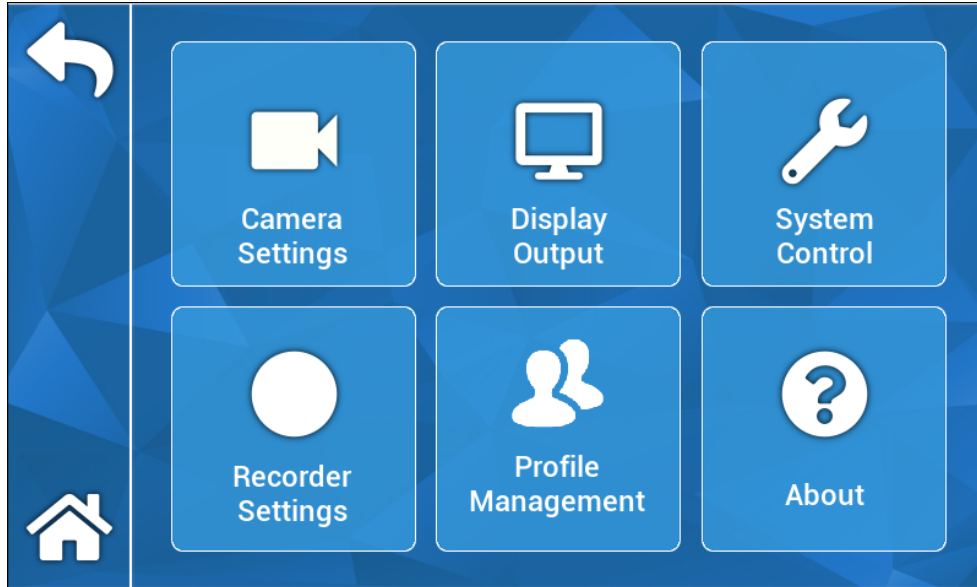 Camera
Settings
Display
Output
System
Control
Recorder
Settings
Profile
Management
About